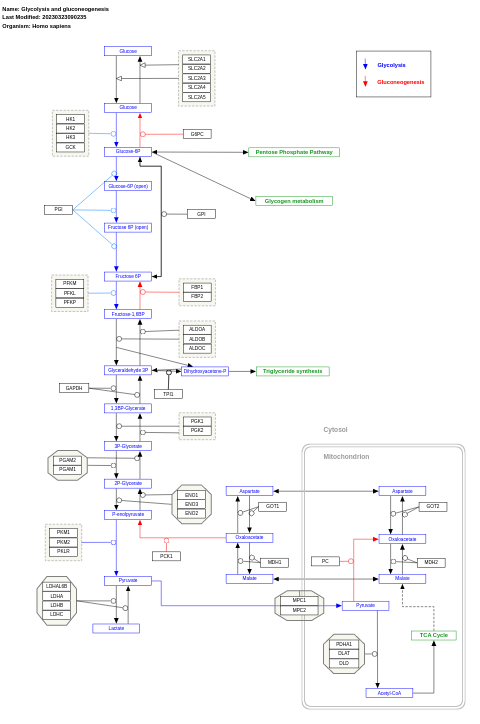 Name: Glycolysis and gluconeogenesis
Last Modified: 20230323090235
Organism: Homo sapiens
Glucose
SLC2A1
SLC2A2
SLC2A3
SLC2A4
SLC2A5
Glycolysis
Gluconeogenesis
Glucose
HK1
HK2
HK3
GCK
G6PC
Glucose-6P
Pentose Phosphate Pathway
Glucose-6P (open)
Glycogen metabolism
PGI
GPI
Fructose 6P (open)
Fructose 6P
PFKM
PFKL
PFKP
FBP1
FBP2
Fructose-1,6BP
ALDOA
ALDOB
ALDOC
Glyceraldehyde 3P
Dihydroxyacetone-P
Triglyceride synthesis
GAPDH
TPI1
1,3BP-Glycerate
PGK1
PGK2
Cytosol
3P-Glycerate
Mitochondrion
PGAM2
PGAM1
2P-Glycerate
ENO1
ENO3
ENO2
Aspartate
Aspartate
GOT1
GOT2
P-enolpyruvate
PKM1
PKM2
PKLR
Oxaloacetate
Oxaloacetate
PCK1
MDH1
PC
MDH2
Malate
Malate
Pyruvate
LDHAL6B
LDHA
LDHB
LDHC
MPC1
MPC2
Pyruvate
Lactate
TCA Cycle
PDHA1
DLAT
DLD
Acetyl-CoA